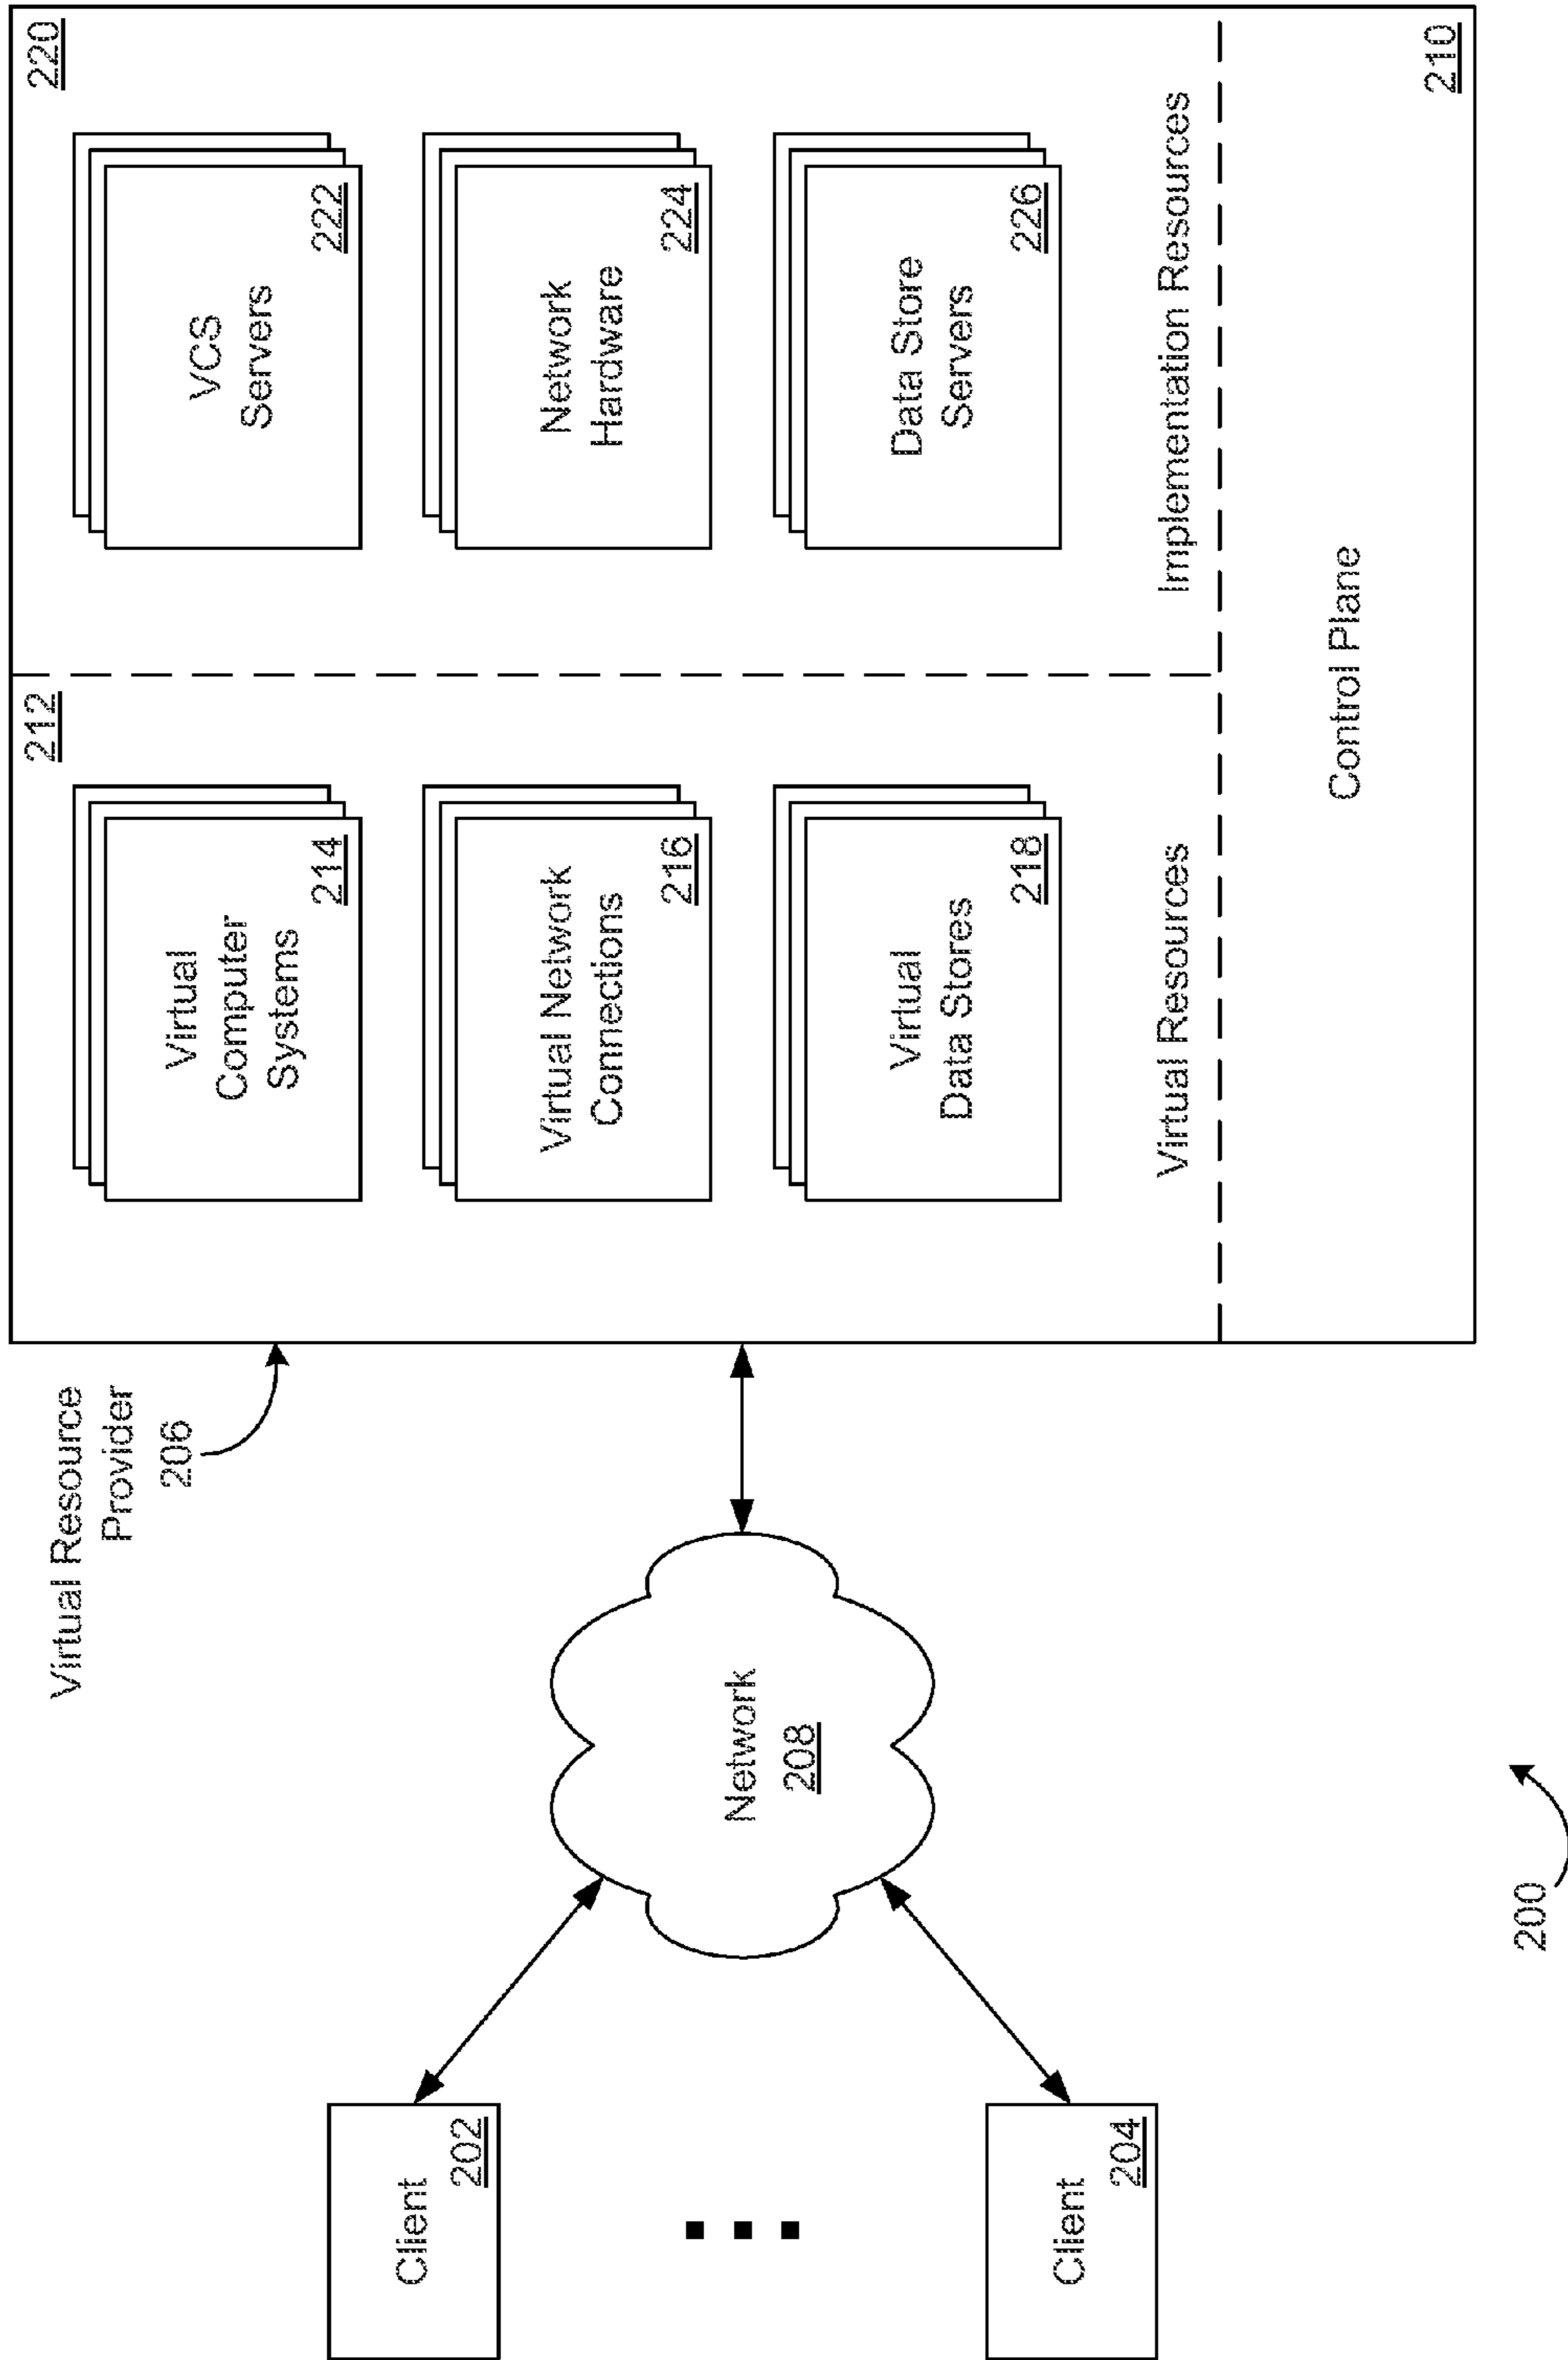 Virtual Resource
Provider
206
212
220
Virtual
Computer
Systems
214
VCS
Servers
222
Client
202
Virtual Network
Connections
216
Network
Hardware
224
Network
208
Virtual
Data Stores
218
Data Store
Servers
226
Client
204
Virtual Resources
Implementation Resources
Control Plane
210
200